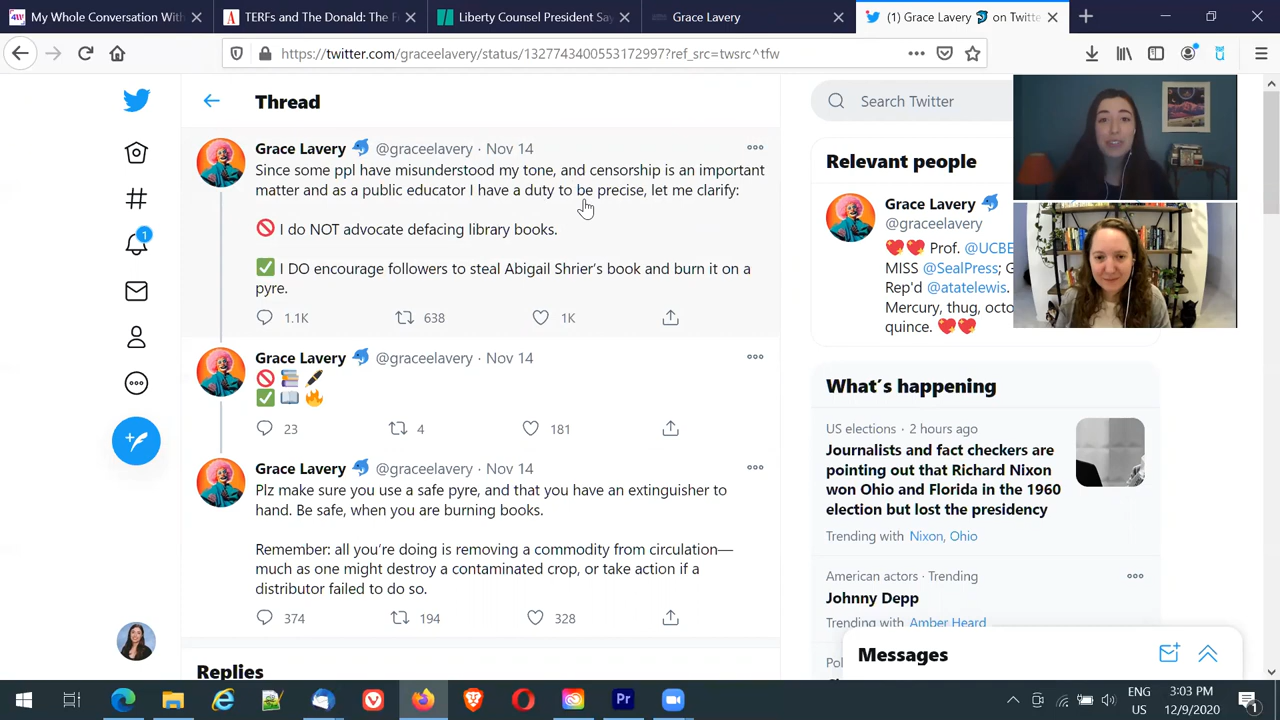 My Whole Conversation With
TERFs and The Donald: The F
Liberty Counsel President Say
Grace Lavery
(1) Grace Lavery on Twitte
https://twitter.com/graceelavery/status/1327743400553172997?ref_src=twsrc^tfw
Thread
Search Twitter
Grace Lavery @graceelavery · Nov 14
Since some ppl have misunderstood my tone, and censorship is an important
matter and as a public educator I have a duty to be precise, let me clarify:
I do NOT advocate defacing library books.
I DO encourage followers to steal Abigail Shrier's book and burn it on a
pyre.
1.1K 638 1K
Grace Lavery @graceelavery · Nov 14
23 4 181
Grace Lavery @graceelavery · Nov 14
Plz make sure you use a safe pyre, and that you have an extinguisher to
hand. Be safe, when you are burning books.
Remember: all you're doing is removing a commodity from circulation—
much as one might destroy a contaminated crop, or take action if a
distributor failed to do so.
374 194 328
Replies
1
Relevant people
Grace Lavery
@graceelavery
Prof. @UCBE
MISS @SealPress; G
Rep'd @atatelewis.
Mercury, thug, octo
quince.
What's happening
US elections · 2 hours ago
Journalists and fact checkers are
pointing out that Richard Nixon
won Ohio and Florida in the 1960
election but lost the presidency
Trending with Nixon, Ohio
American actors · Trending
Johnny Depp
Trending with Amber Heard
Pol
Messages
Pr
ENG
US
3:03 PM
12/9/2020
1